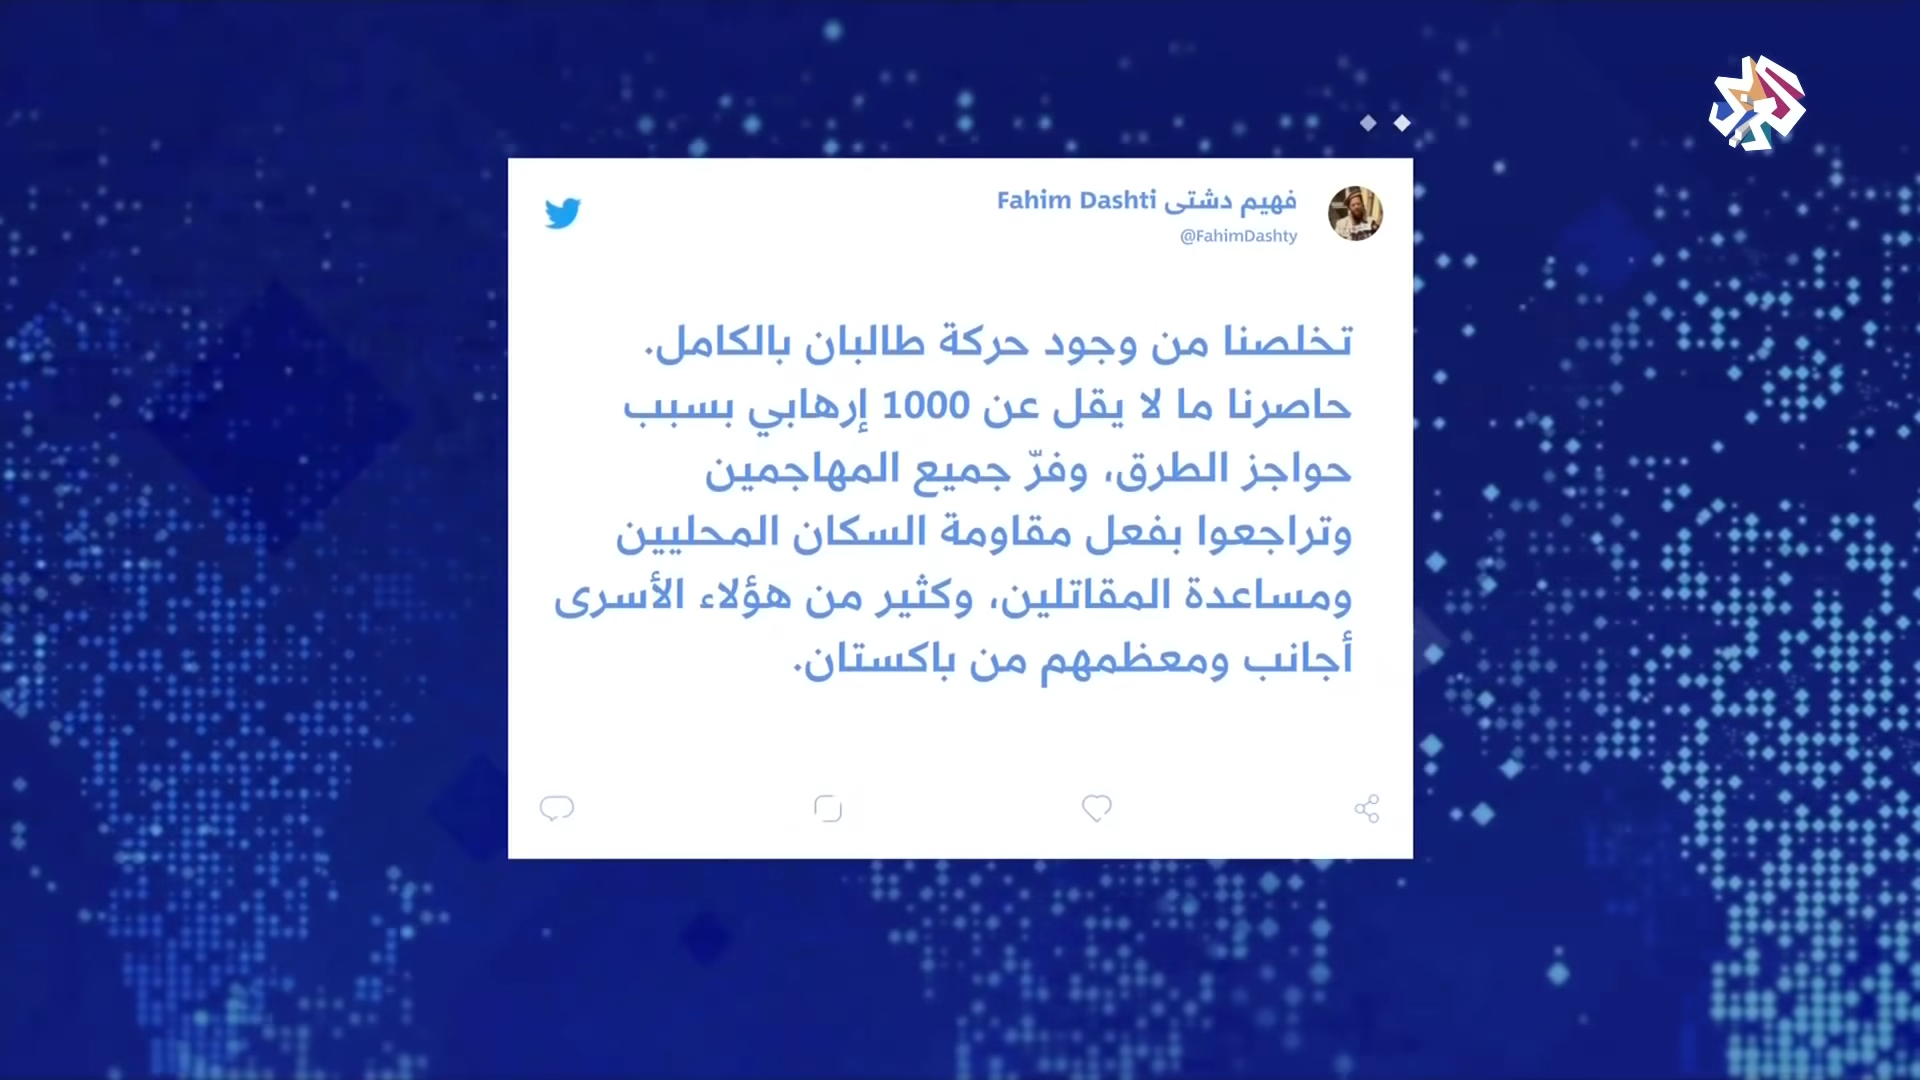 فهيم دشتى Fahim Dashti
@FahimDashty
تخلصنا من وجود حركة طالبان بالكامل.
حاصرنا ما لا يقل عن 1000 إرهابي بسبب
حواجز الطرق، وفرّ جميع المهاجمين
وتراجعوا بفعل مقاومة السكان المحليين
ومساعدة المقاتلين، وكثير من هؤلاء الأسرى
أجانب ومعظمهم من باكستان.